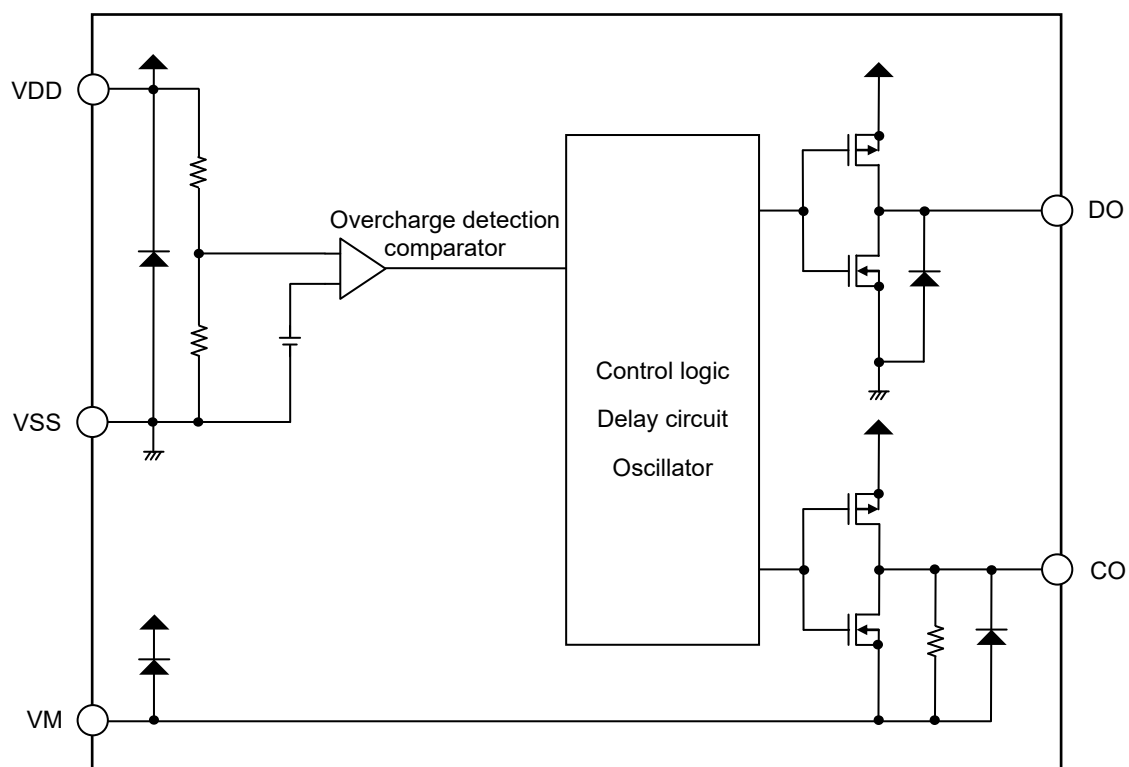 VDD
Overcharge detection
comparator
DO
VSS
Control logic
Delay circuit
Oscillator
CO
VM